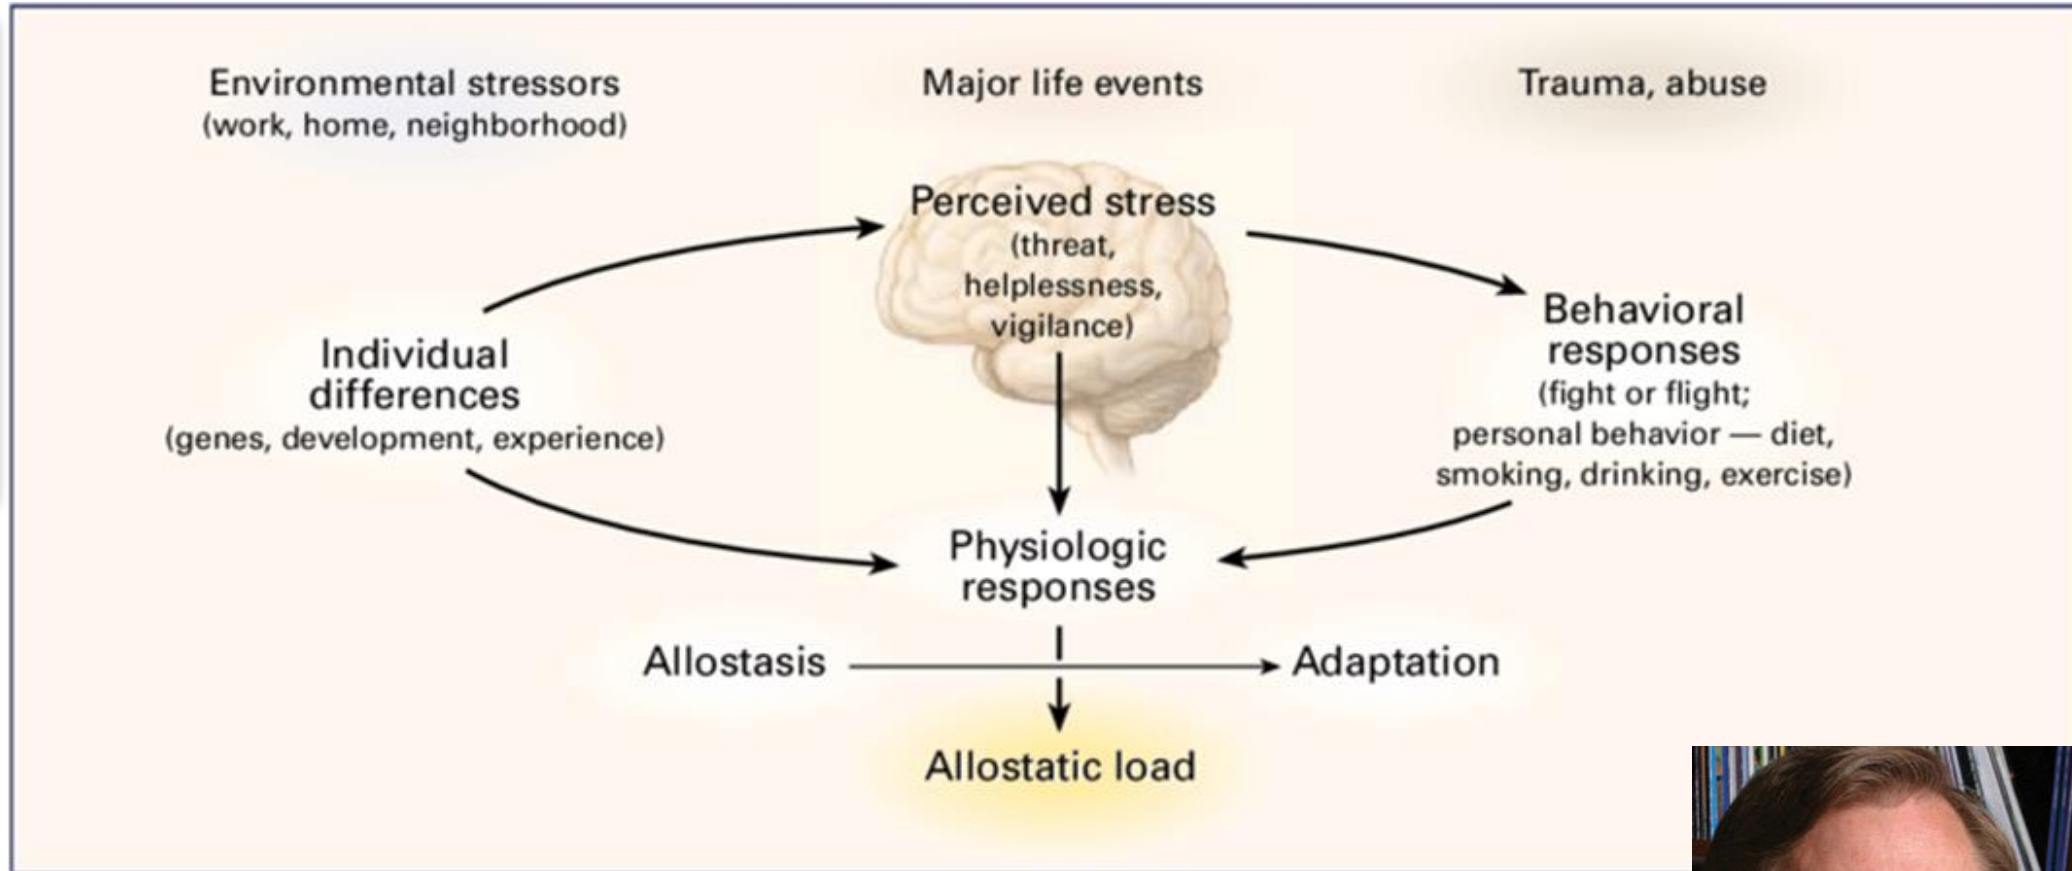 Environmental stressors
(work, home, neighborhood)
Major life events
Trauma, abuse
Perceived stress
(threat,
helplessness,
vigilance)
Individual
differences
(genes, development, experience)
Behavioral
responses
(fight or flight;
personal behavior — diet,
smoking, drinking, exercise)
Physiologic
responses
Allostasis
Adaptation
Allostatic load